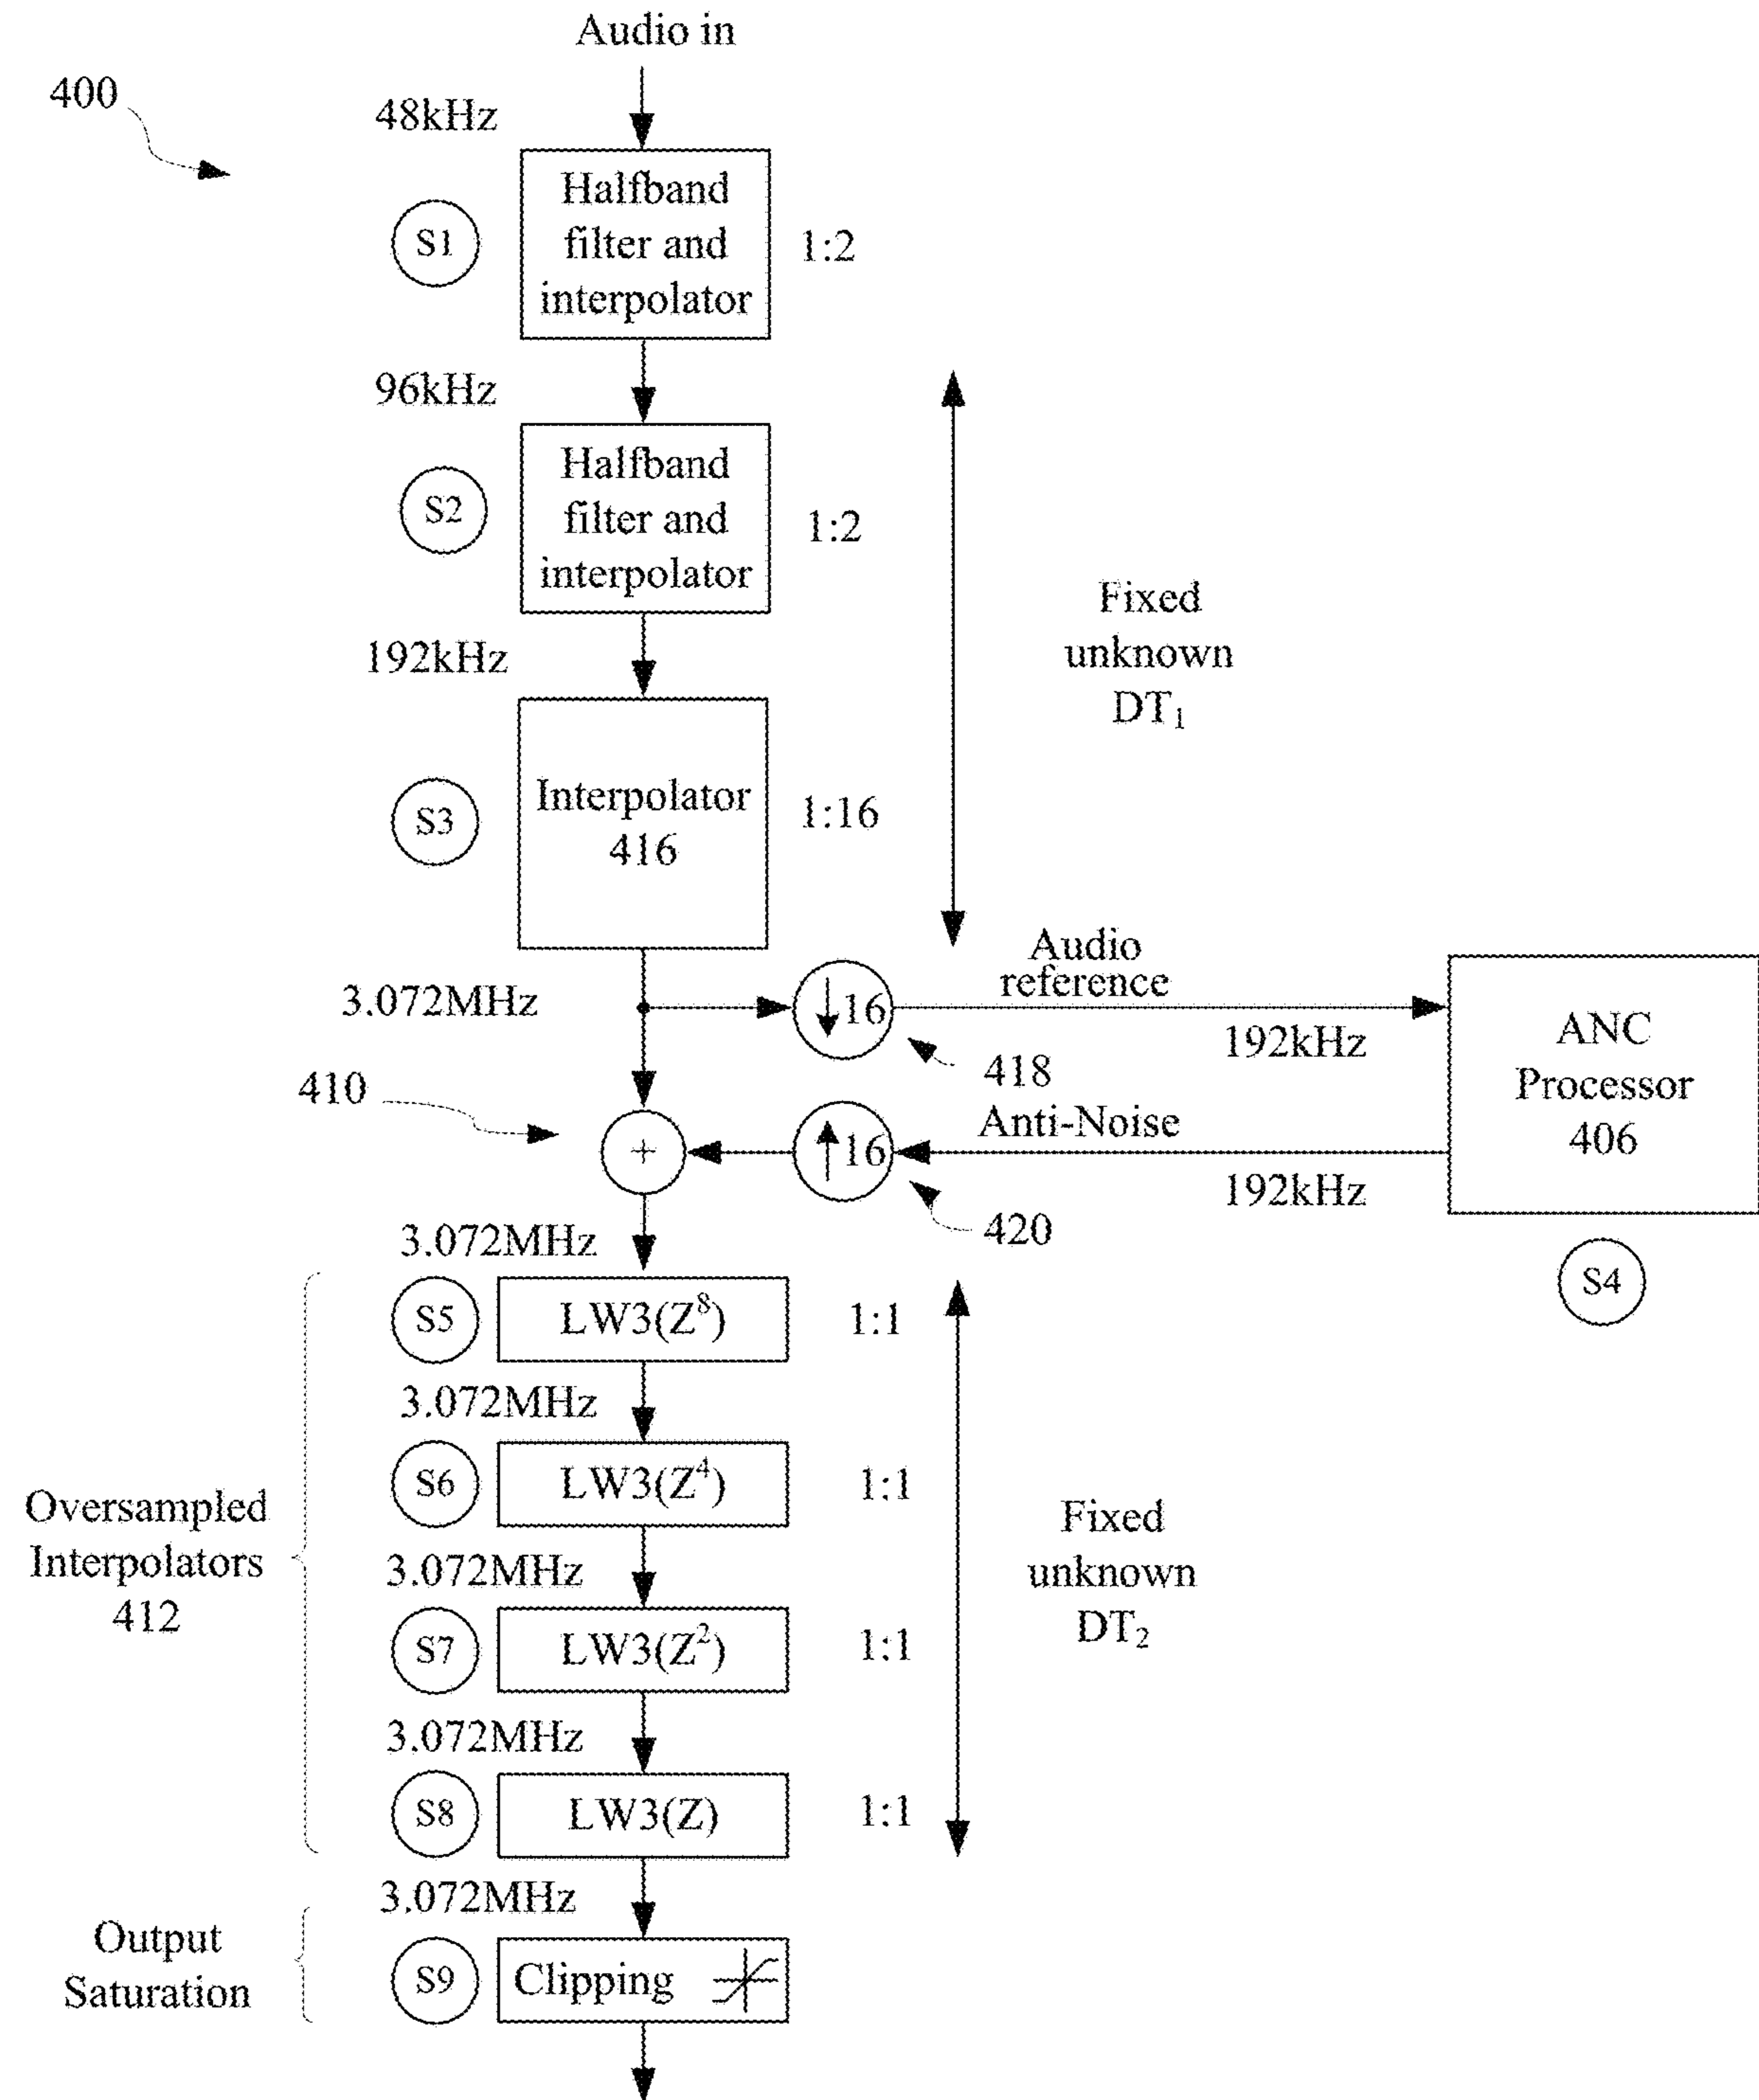 Audio in
400
48kHz
S1
Halfband
filter and
interpolator
1:2
96kHz
S2
Halfband
filter and
interpolator
1:2
192kHz
Fixed
unknown
DT₁
S3
Interpolator
416
1:16
3.072MHz
↓16
Audio
reference
192kHz
418
ANC
Processor
406
S4
410
+
↑16
Anti-Noise
192kHz
420
3.072MHz
S5
LW3(Z⁸)
1:1
3.072MHz
S6
LW3(Z⁴)
1:1
Oversampled
Interpolators
412
Fixed
unknown
DT₂
3.072MHz
S7
LW3(Z²)
1:1
3.072MHz
S8
LW3(Z)
1:1
3.072MHz
Output
Saturation
S9
Clipping